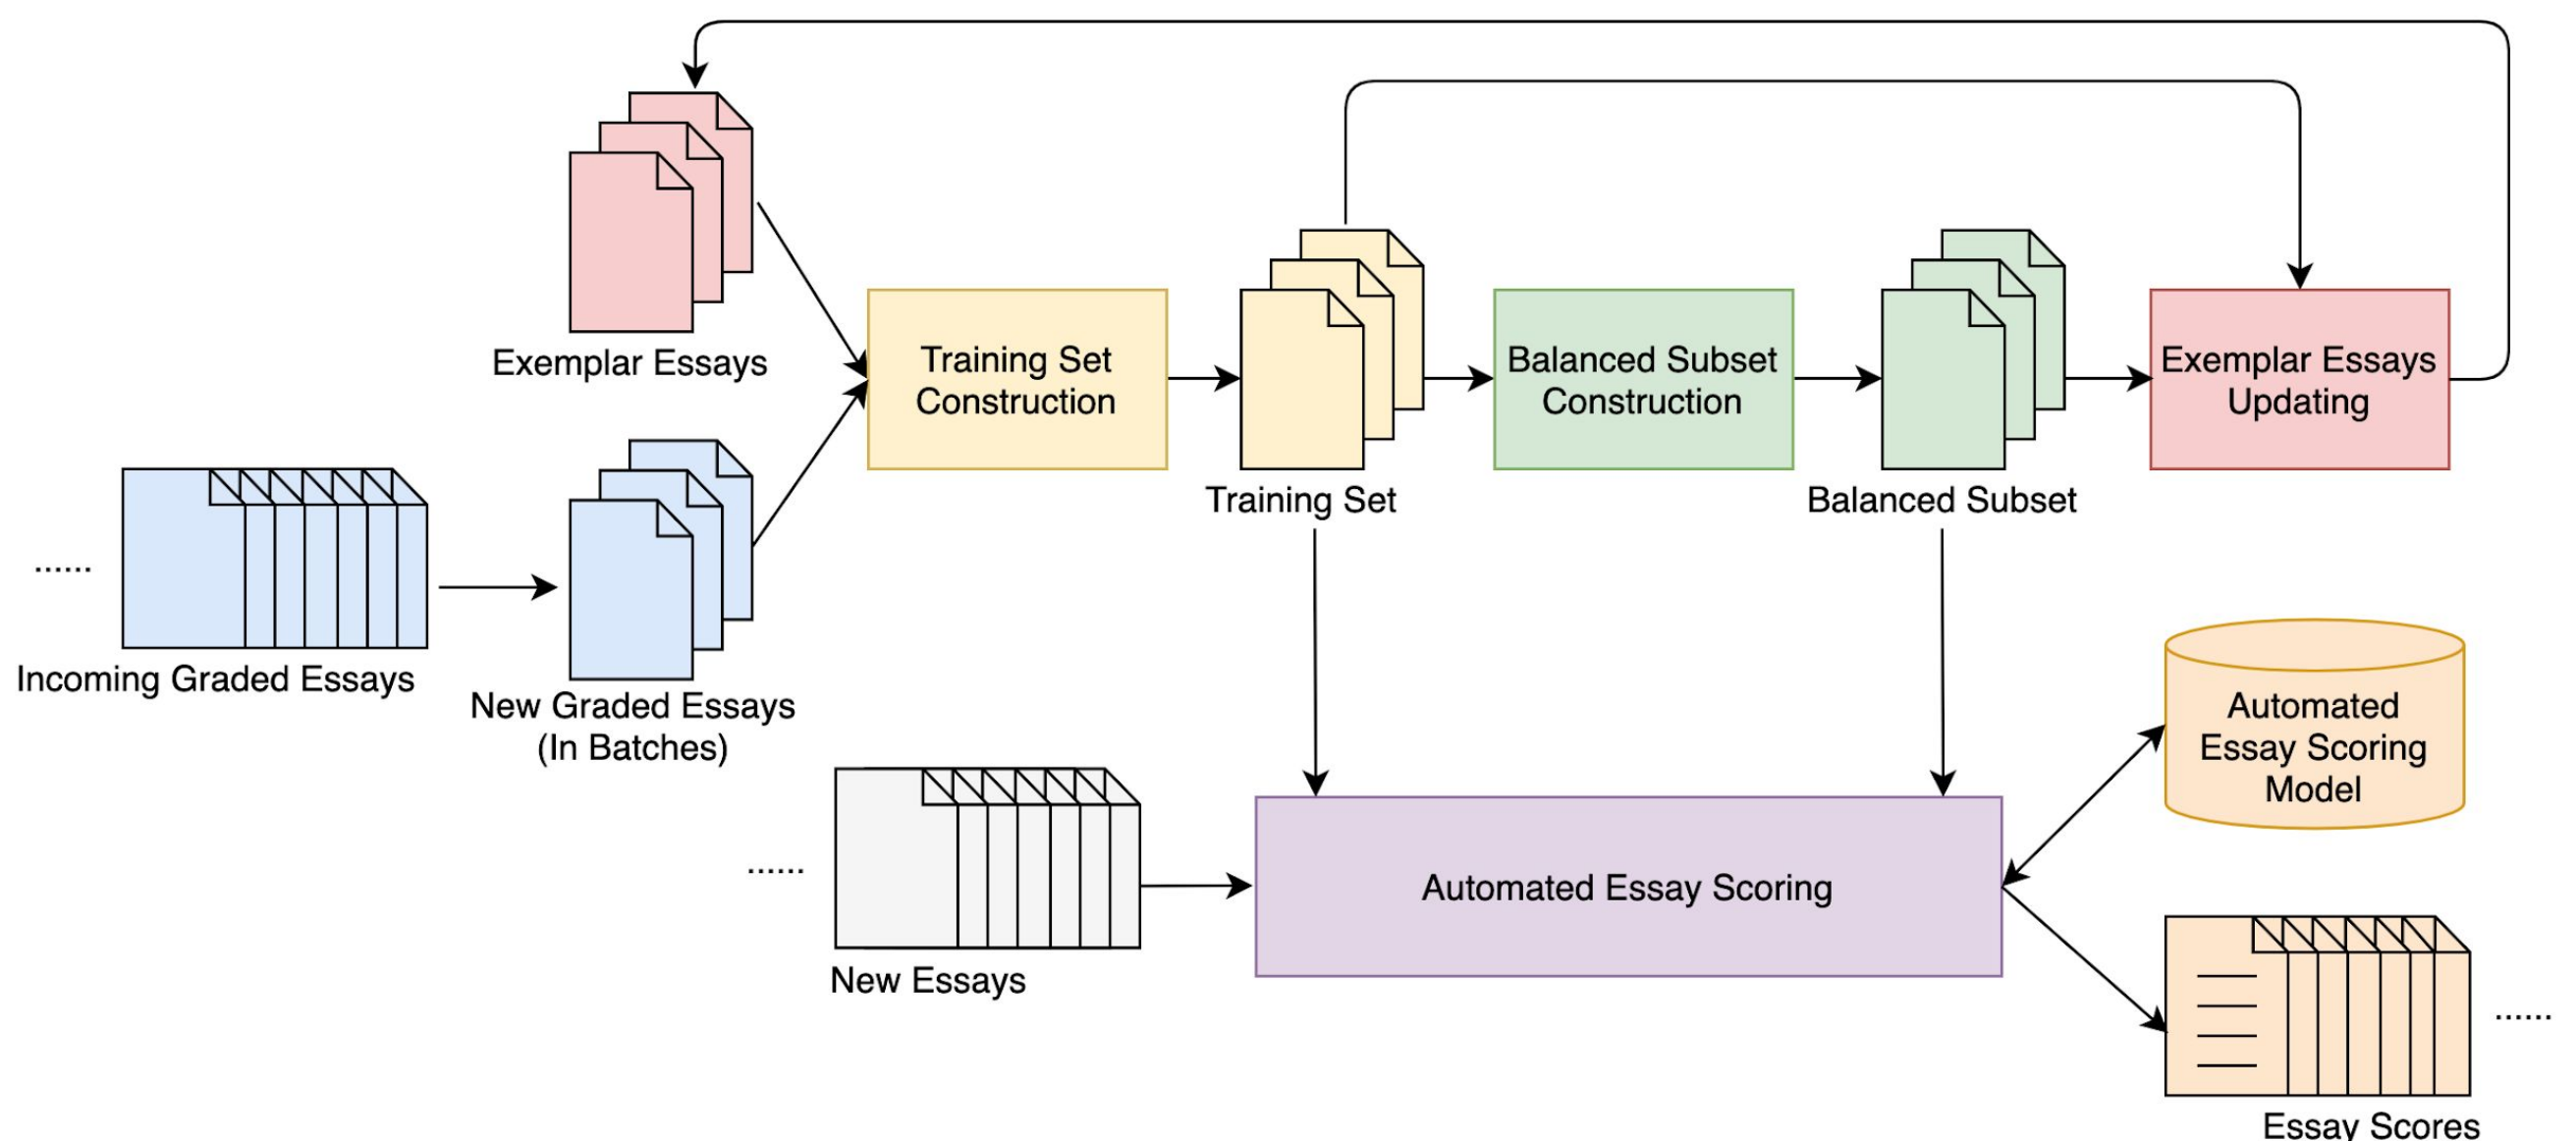 Exemplar Essays
Training Set
Construction
Training Set
Balanced Subset
Construction
Balanced Subset
Exemplar Essays
Updating
......
Incoming Graded Essays
New Graded Essays
(In Batches)
......
New Essays
Automated Essay Scoring
Automated
Essay Scoring
Model
......
Essay Scores